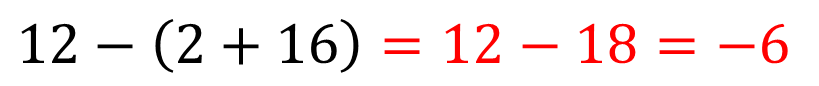 12 − (2 + 16) = 12 − 18 = −6